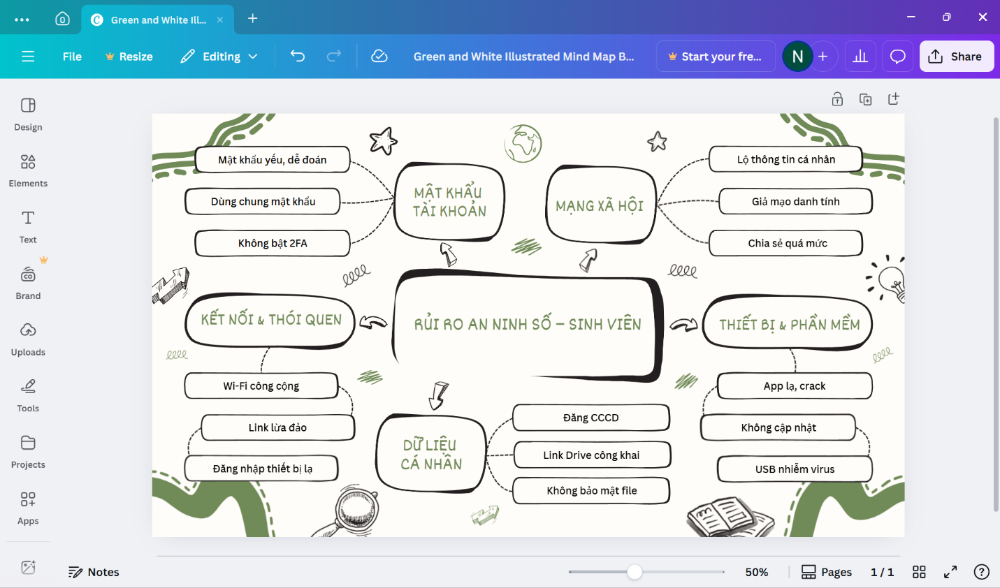 Green and White Ill...
File
Resize
Editing
Green and White Illustrated Mind Map B...
Start your fre...
N
Share
Design
Elements
Text
Brand
Uploads
Tools
Projects
Apps
Mật khẩu yếu, dễ đoán
Dùng chung mật khẩu
Không bật 2FA
MẬT KHẨU
TÀI KHOẢN
MẠNG XÃ HỘI
Lộ thông tin cá nhân
Giả mạo danh tính
Chia sẻ quá mức
KẾT NỐI & THÓI QUEN
RỦI RO AN NINH SỐ – SINH VIÊN
THIẾT BỊ & PHẦN MỀM
Wi-Fi công cộng
Link lừa đảo
Đăng nhập thiết bị lạ
DỮ LIỆU
CÁ NHÂN
Đăng CCCD
Link Drive công khai
Không bảo mật file
App lạ, crack
Không cập nhật
USB nhiễm virus
Notes
50%
Pages
1 / 1